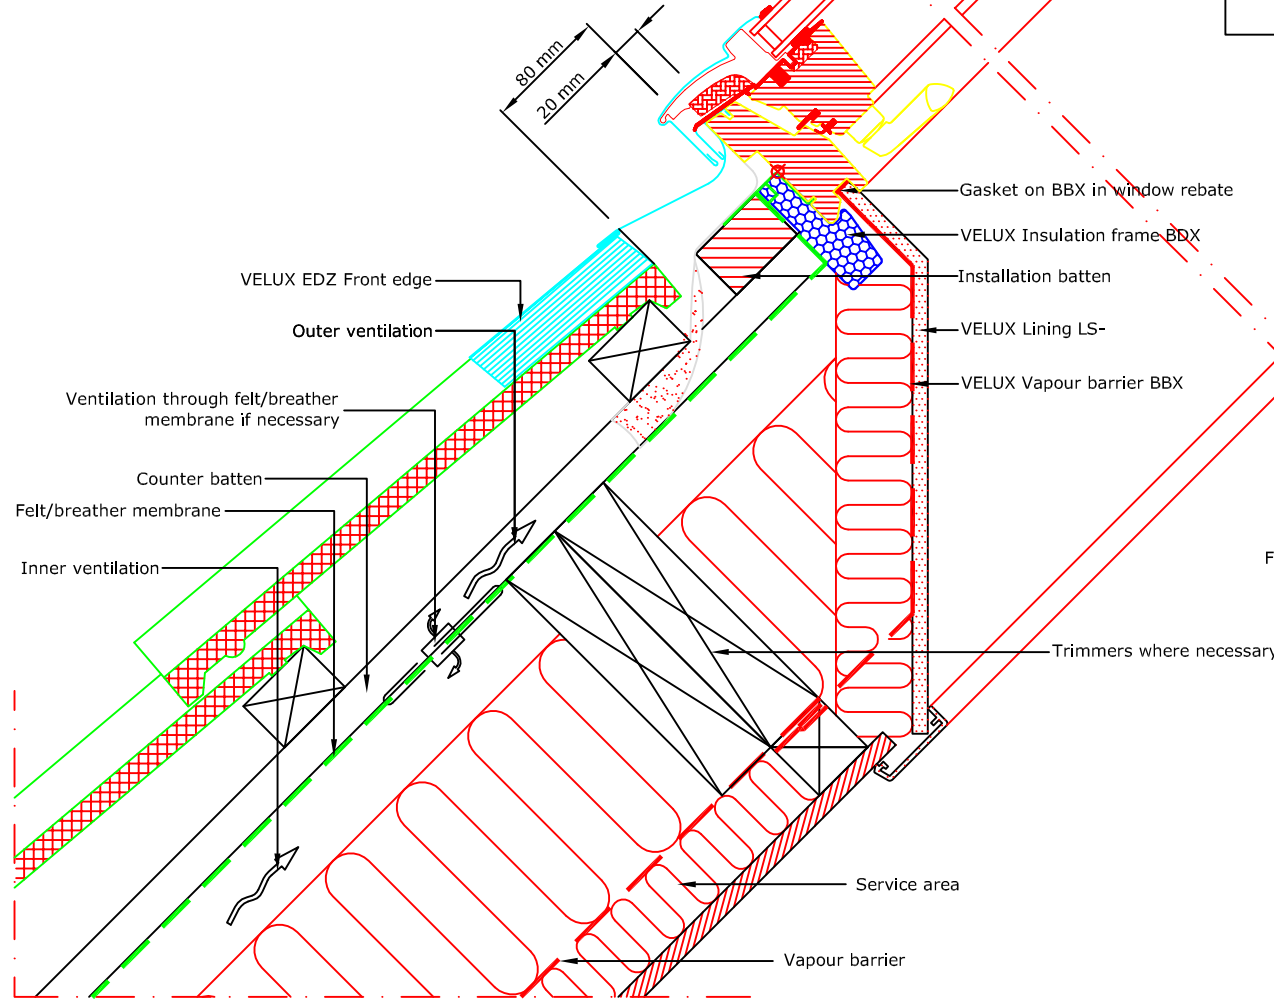 80 mm
20 mm
Gasket on BBX in window rebate
VELUX Insulation frame BDX
Installation batten
VELUX EDZ Front edge
Outer ventilation
VELUX Lining LS-
VELUX Vapour barrier BBX
Ventilation through felt/breather
membrane if necessary
Counter batten
Felt/breather membrane
Inner ventilation
F
Trimmers where necessary
Service area
Vapour barrier